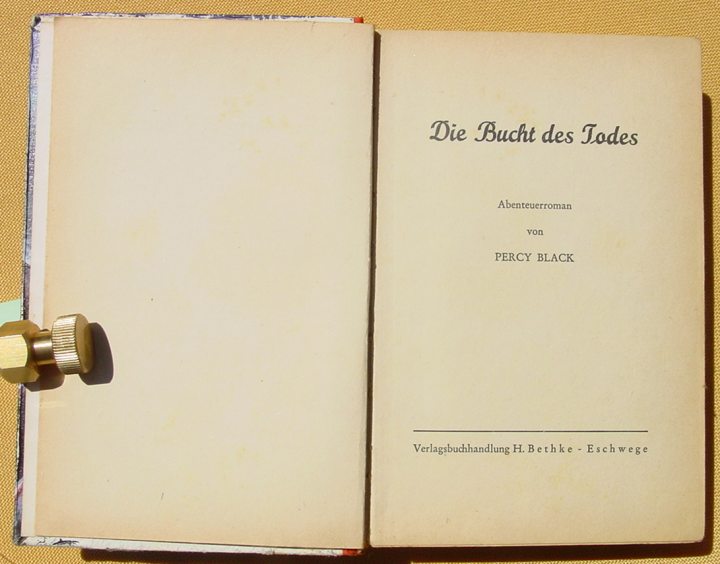 Die Bucht des Todes
Abenteuerroman
von
PERCY BLACK
Verlagsbuchhandlung H. Bethke - Eschwege